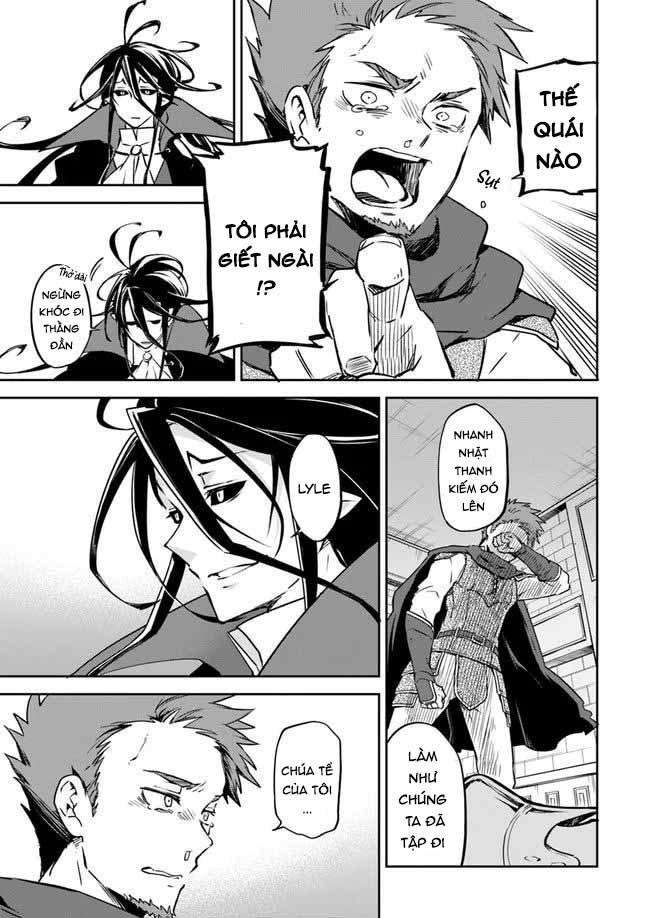 THẾ
QUÁI
NÀO
Sụt
TÔI PHẢI
GIẾT NGÀI
!?
Thở dài
NGỪNG
KHÓC ĐI
THẰNG
ĐẦN
NHANH
NHẶT
THANH
KIẾM ĐÓ
LÊN
LÀM
NHƯ
CHÚNG
TA ĐÃ
TẬP ĐI
LYLE
CHÚA TỂ
CỦA TÔI
...